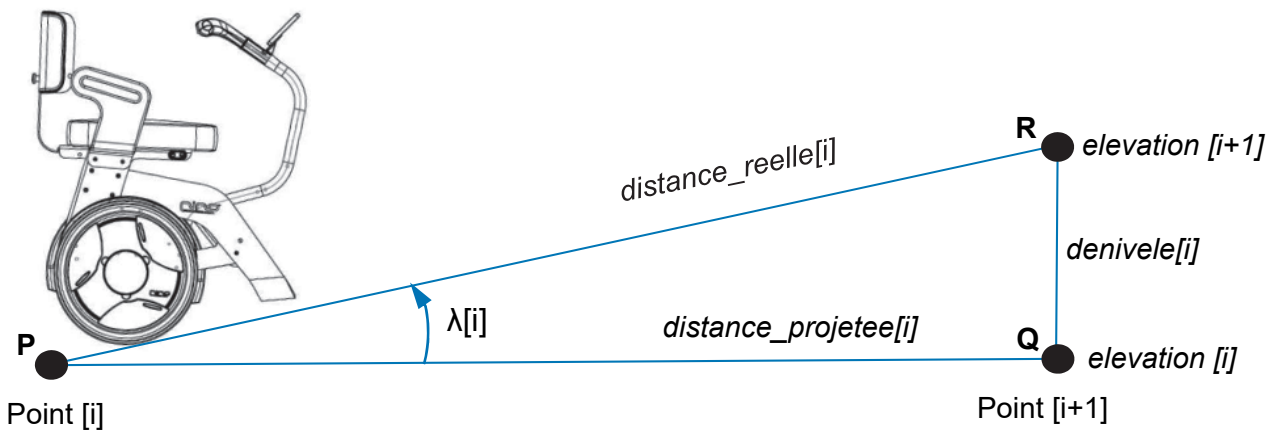 R
elevation [i+1]
distance_reelle[i]
denivele[i]
λ[i]
distance_projetee[i]
P
Q
elevation [i]
Point [i]
Point [i+1]